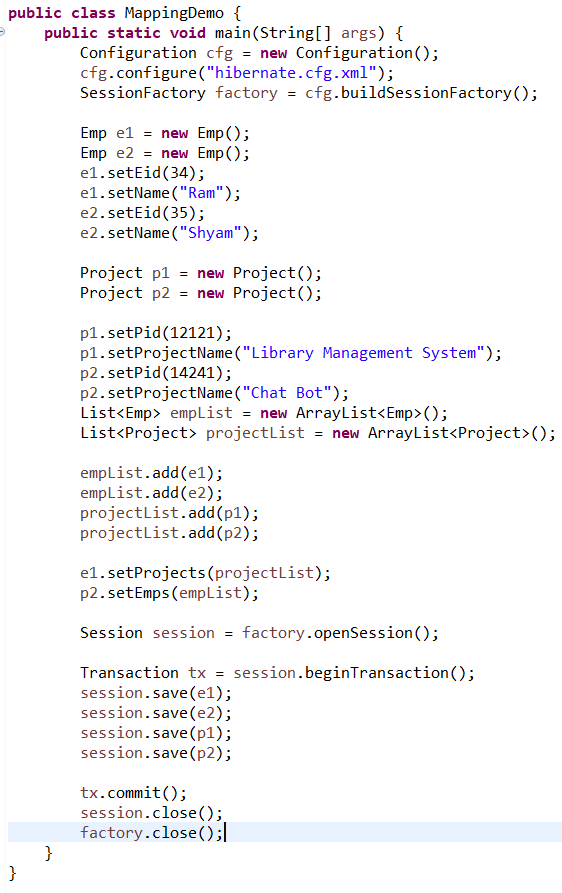 public class MappingDemo {
public static void main(String[] args) {
Configuration cfg = new Configuration();
cfg.configure("hibernate.cfg.xml");
SessionFactory factory = cfg.buildSessionFactory();
Emp e1 = new Emp();
Emp e2 = new Emp();
e1.setEid(34);
e1.setName("Ram");
e2.setEid(35);
e2.setName("Shyam");
Project p1 = new Project();
Project p2 = new Project();
p1.setPid(12121);
p1.setProjectName("Library Management System");
p2.setPid(14241);
p2.setProjectName("Chat Bot");
List<Emp> empList = new ArrayList<Emp>();
List<Project> projectList = new ArrayList<Project>();
empList.add(e1);
empList.add(e2);
projectList.add(p1);
projectList.add(p2);
e1.setProjects(projectList);
p2.setEmps(empList);
Session session = factory.openSession();
Transaction tx = session.beginTransaction();
session.save(e1);
session.save(e2);
session.save(p1);
session.save(p2);
tx.commit();
session.close();
factory.close();
}
}